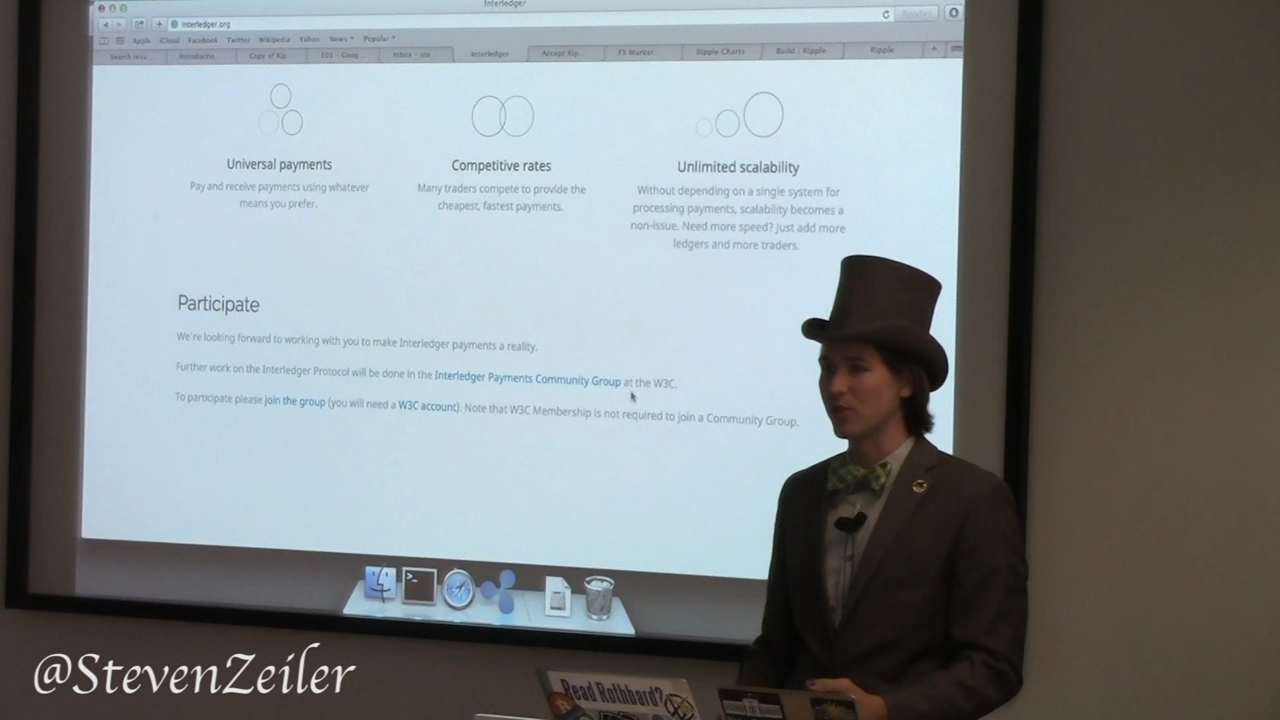 Interledger
interledger.org
Reader
Apple iCloud Facebook Twitter Wikipedia Yahoo News Popular
Interledger Accept Rip FX Market Ripple Charts Build | Ripple Ripple
Universal payments
Pay and receive payments using whatever
means you prefer.
Competitive rates
Many traders compete to provide the
cheapest, fastest payments.
Unlimited scalability
Without depending on a single system for
processing payments, scalability becomes a
non-issue. Need more speed? Just add more
ledgers and more traders.
Participate
We're looking forward to working with you to make Interledger payments a reality.
Further work on the Interledger Protocol will be done in the Interledger Payments Community Group at the W3C.
To participate please join the group (you will need a W3C account). Note that W3C Membership is not required to join a Community Group.
@StevenZeiler
Read Rothbard?